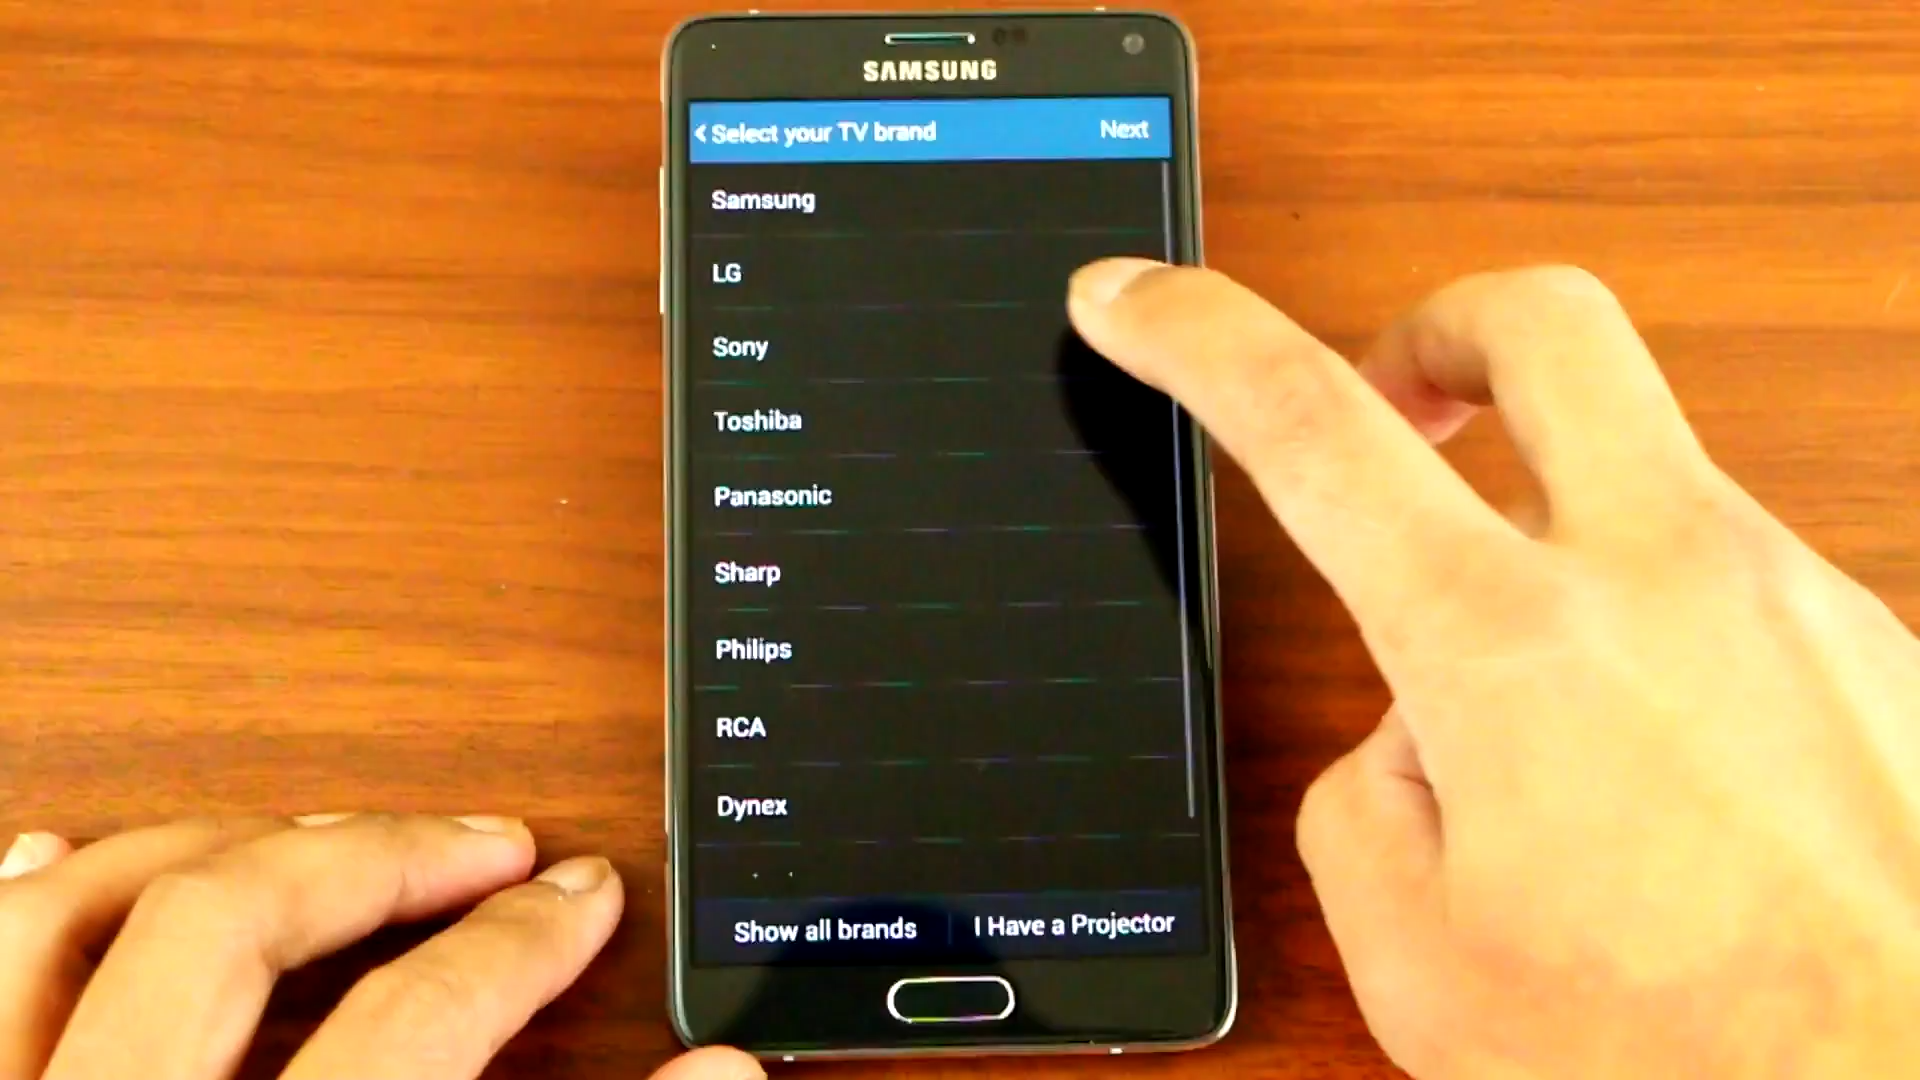 SAMSUNG
Select your TV brand
Next
Samsung
LG
Sony
Toshiba
Panasonic
Sharp
Philips
RCA
Dynex
Show all brands
I Have a Projector